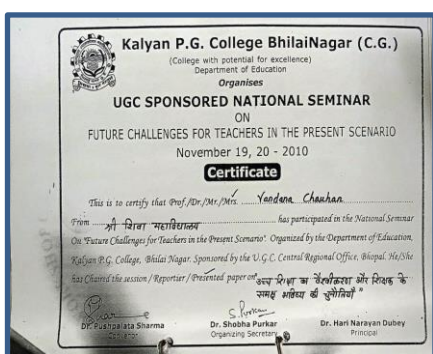 Kalyan P.G. College BhilaiNagar (C.G.)
(College with potential for excellence)
Department of Education
Organises
UGC SPONSORED NATIONAL SEMINAR
ON
FUTURE CHALLENGES FOR TEACHERS IN THE PRESENT SCENARIO
November 19, 20 - 2010
Certificate
This is to certify that Prof./Dr./Mr./Mrs. Vandana Chauhan
From श्री शिवा महाविद्यालय has participated in the National Seminar
On "Future Challenges for Teachers in the Present Scenario". Organized by the Department of Education,
Kalyan P.G. College, Bhilai Nagar. Sponsored by the U.G.C. Central Regional Office, Bhopal. He/She
has Chaired the session / Reportier / Presented paper on "उच्च शिक्षा का वैश्वीकरण और शिक्षक के
समक्ष भविष्य की चुनौतियाँ"
Dr. Pushpalata Sharma Dr. Shobha Purkar Dr. Hari Narayan Dubey
Organizing Secretary Principal